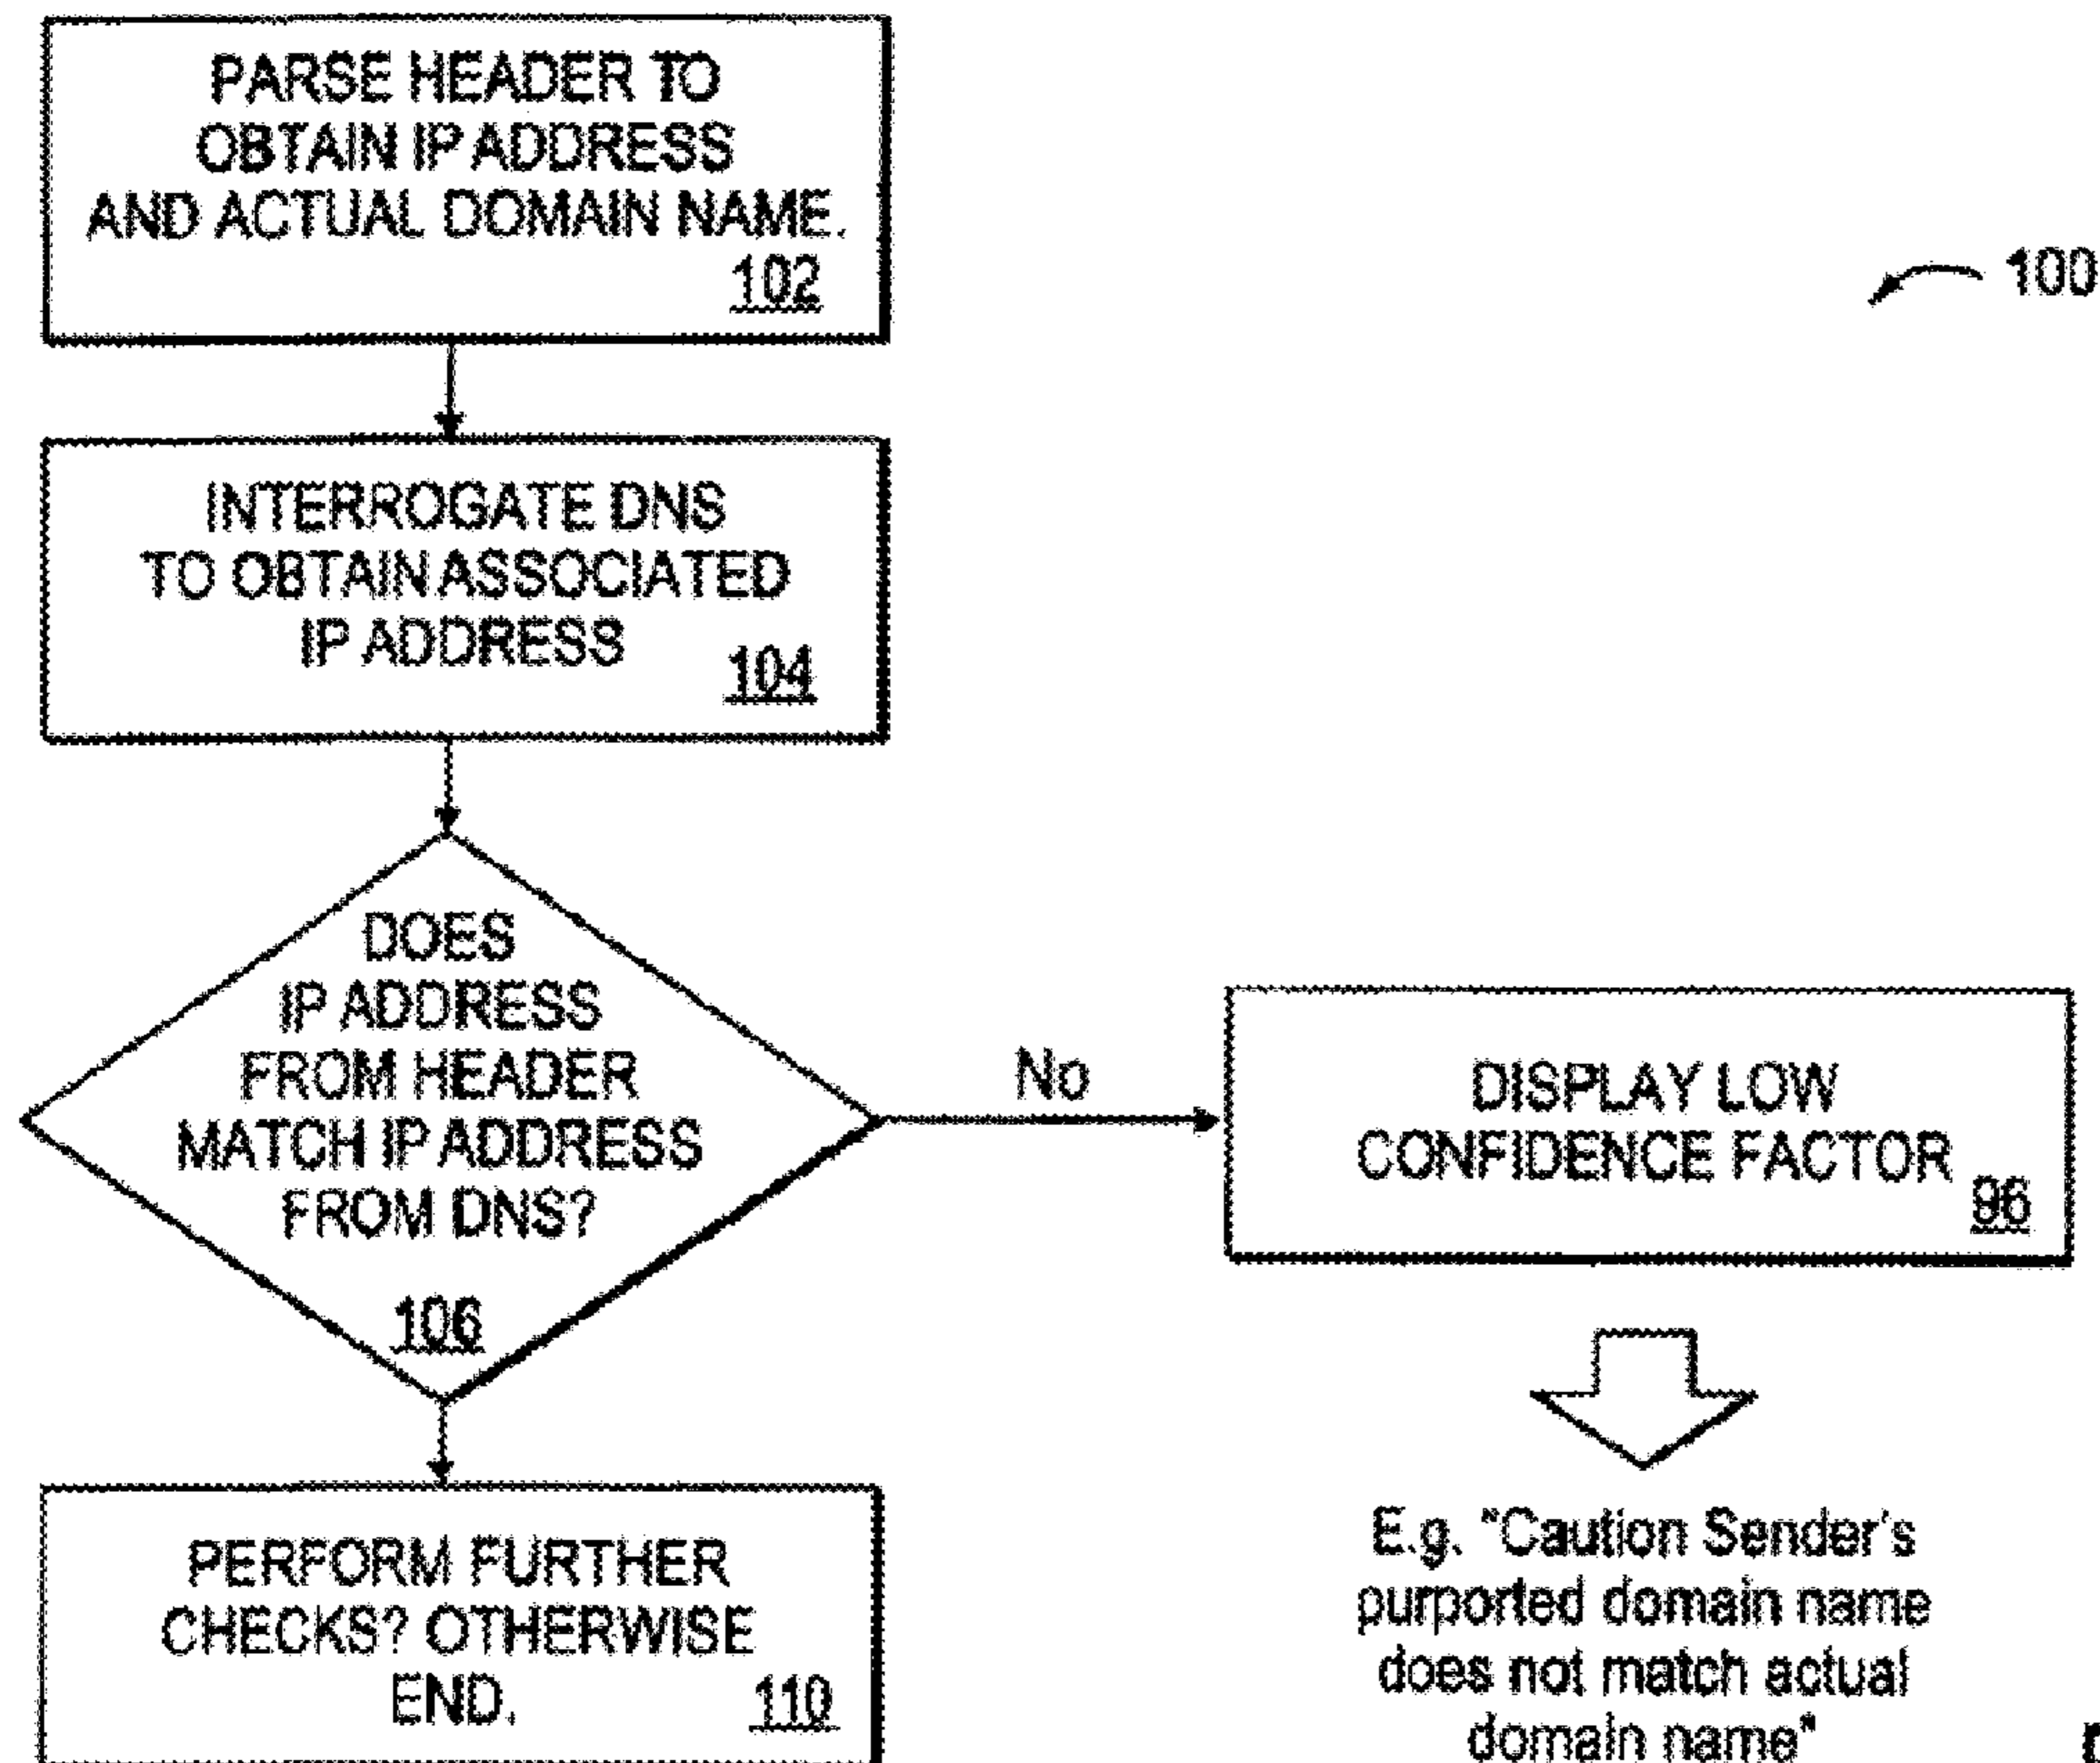 PARSE HEADER TO
OBTAIN IP ADDRESS
AND ACTUAL DOMAIN NAME.
102
100
INTERROGATE DNS
TO OBTAIN ASSOCIATED
IP ADDRESS
104
DOES
IP ADDRESS
FROM HEADER
MATCH IP ADDRESS
FROM DNS?
106
No
DISPLAY LOW
CONFIDENCE FACTOR
96
PERFORM FURTHER
CHECKS? OTHERWISE
END.
110
E.g. "Caution Sender's
purported domain name
does not match actual
domain name"